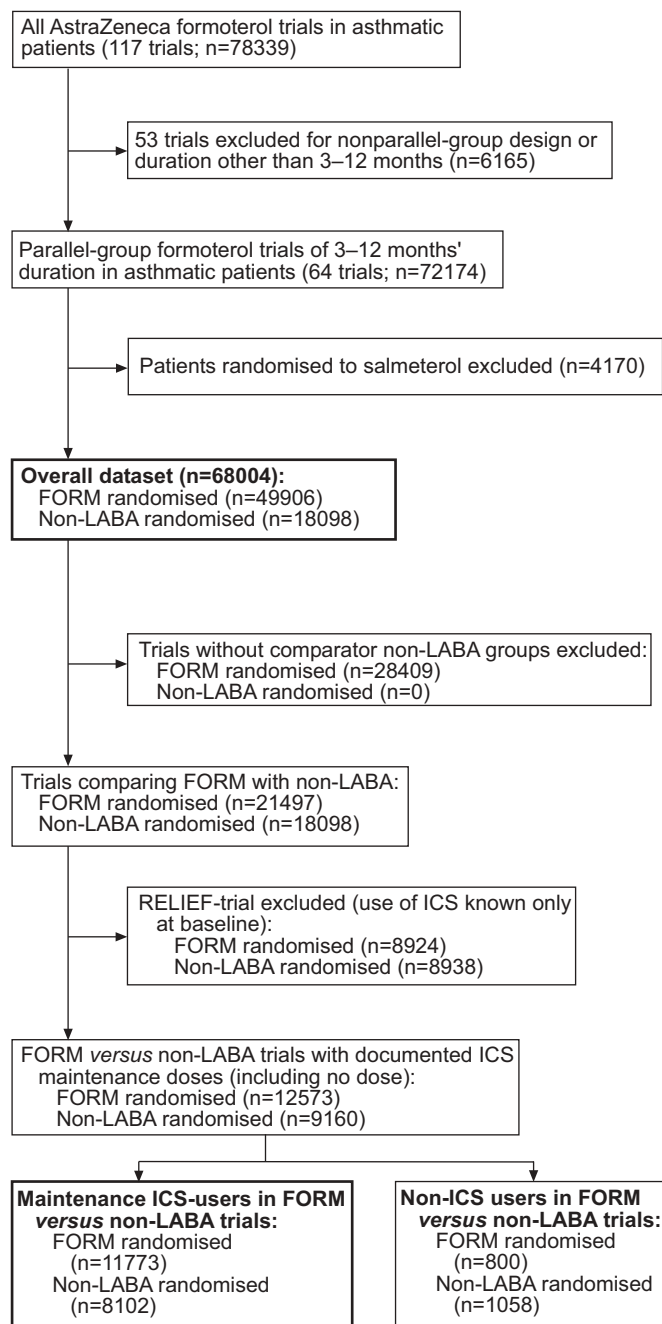 All AstraZeneca formoterol trials in asthmatic
patients (117 trials; n=78339)
53 trials excluded for nonparallel-group design or
duration other than 3–12 months (n=6165)
Parallel-group formoterol trials of 3–12 months'
duration in asthmatic patients (64 trials; n=72174)
Patients randomised to salmeterol excluded (n=4170)
Overall dataset (n=68004):
FORM randomised (n=49906)
Non-LABA randomised (n=18098)
Trials without comparator non-LABA groups excluded:
FORM randomised (n=28409)
Non-LABA randomised (n=0)
Trials comparing FORM with non-LABA:
FORM randomised (n=21497)
Non-LABA randomised (n=18098)
RELIEF-trial excluded (use of ICS known only
at baseline):
FORM randomised (n=8924)
Non-LABA randomised (n=8938)
FORM versus non-LABA trials with documented ICS
maintenance doses (including no dose):
FORM randomised (n=12573)
Non-LABA randomised (n=9160)
Maintenance ICS-users in FORM
versus non-LABA trials:
FORM randomised
(n=11773)
Non-LABA randomised
(n=8102)
Non-ICS users in FORM
versus non-LABA trials:
FORM randomised
(n=800)
Non-LABA randomised
(n=1058)